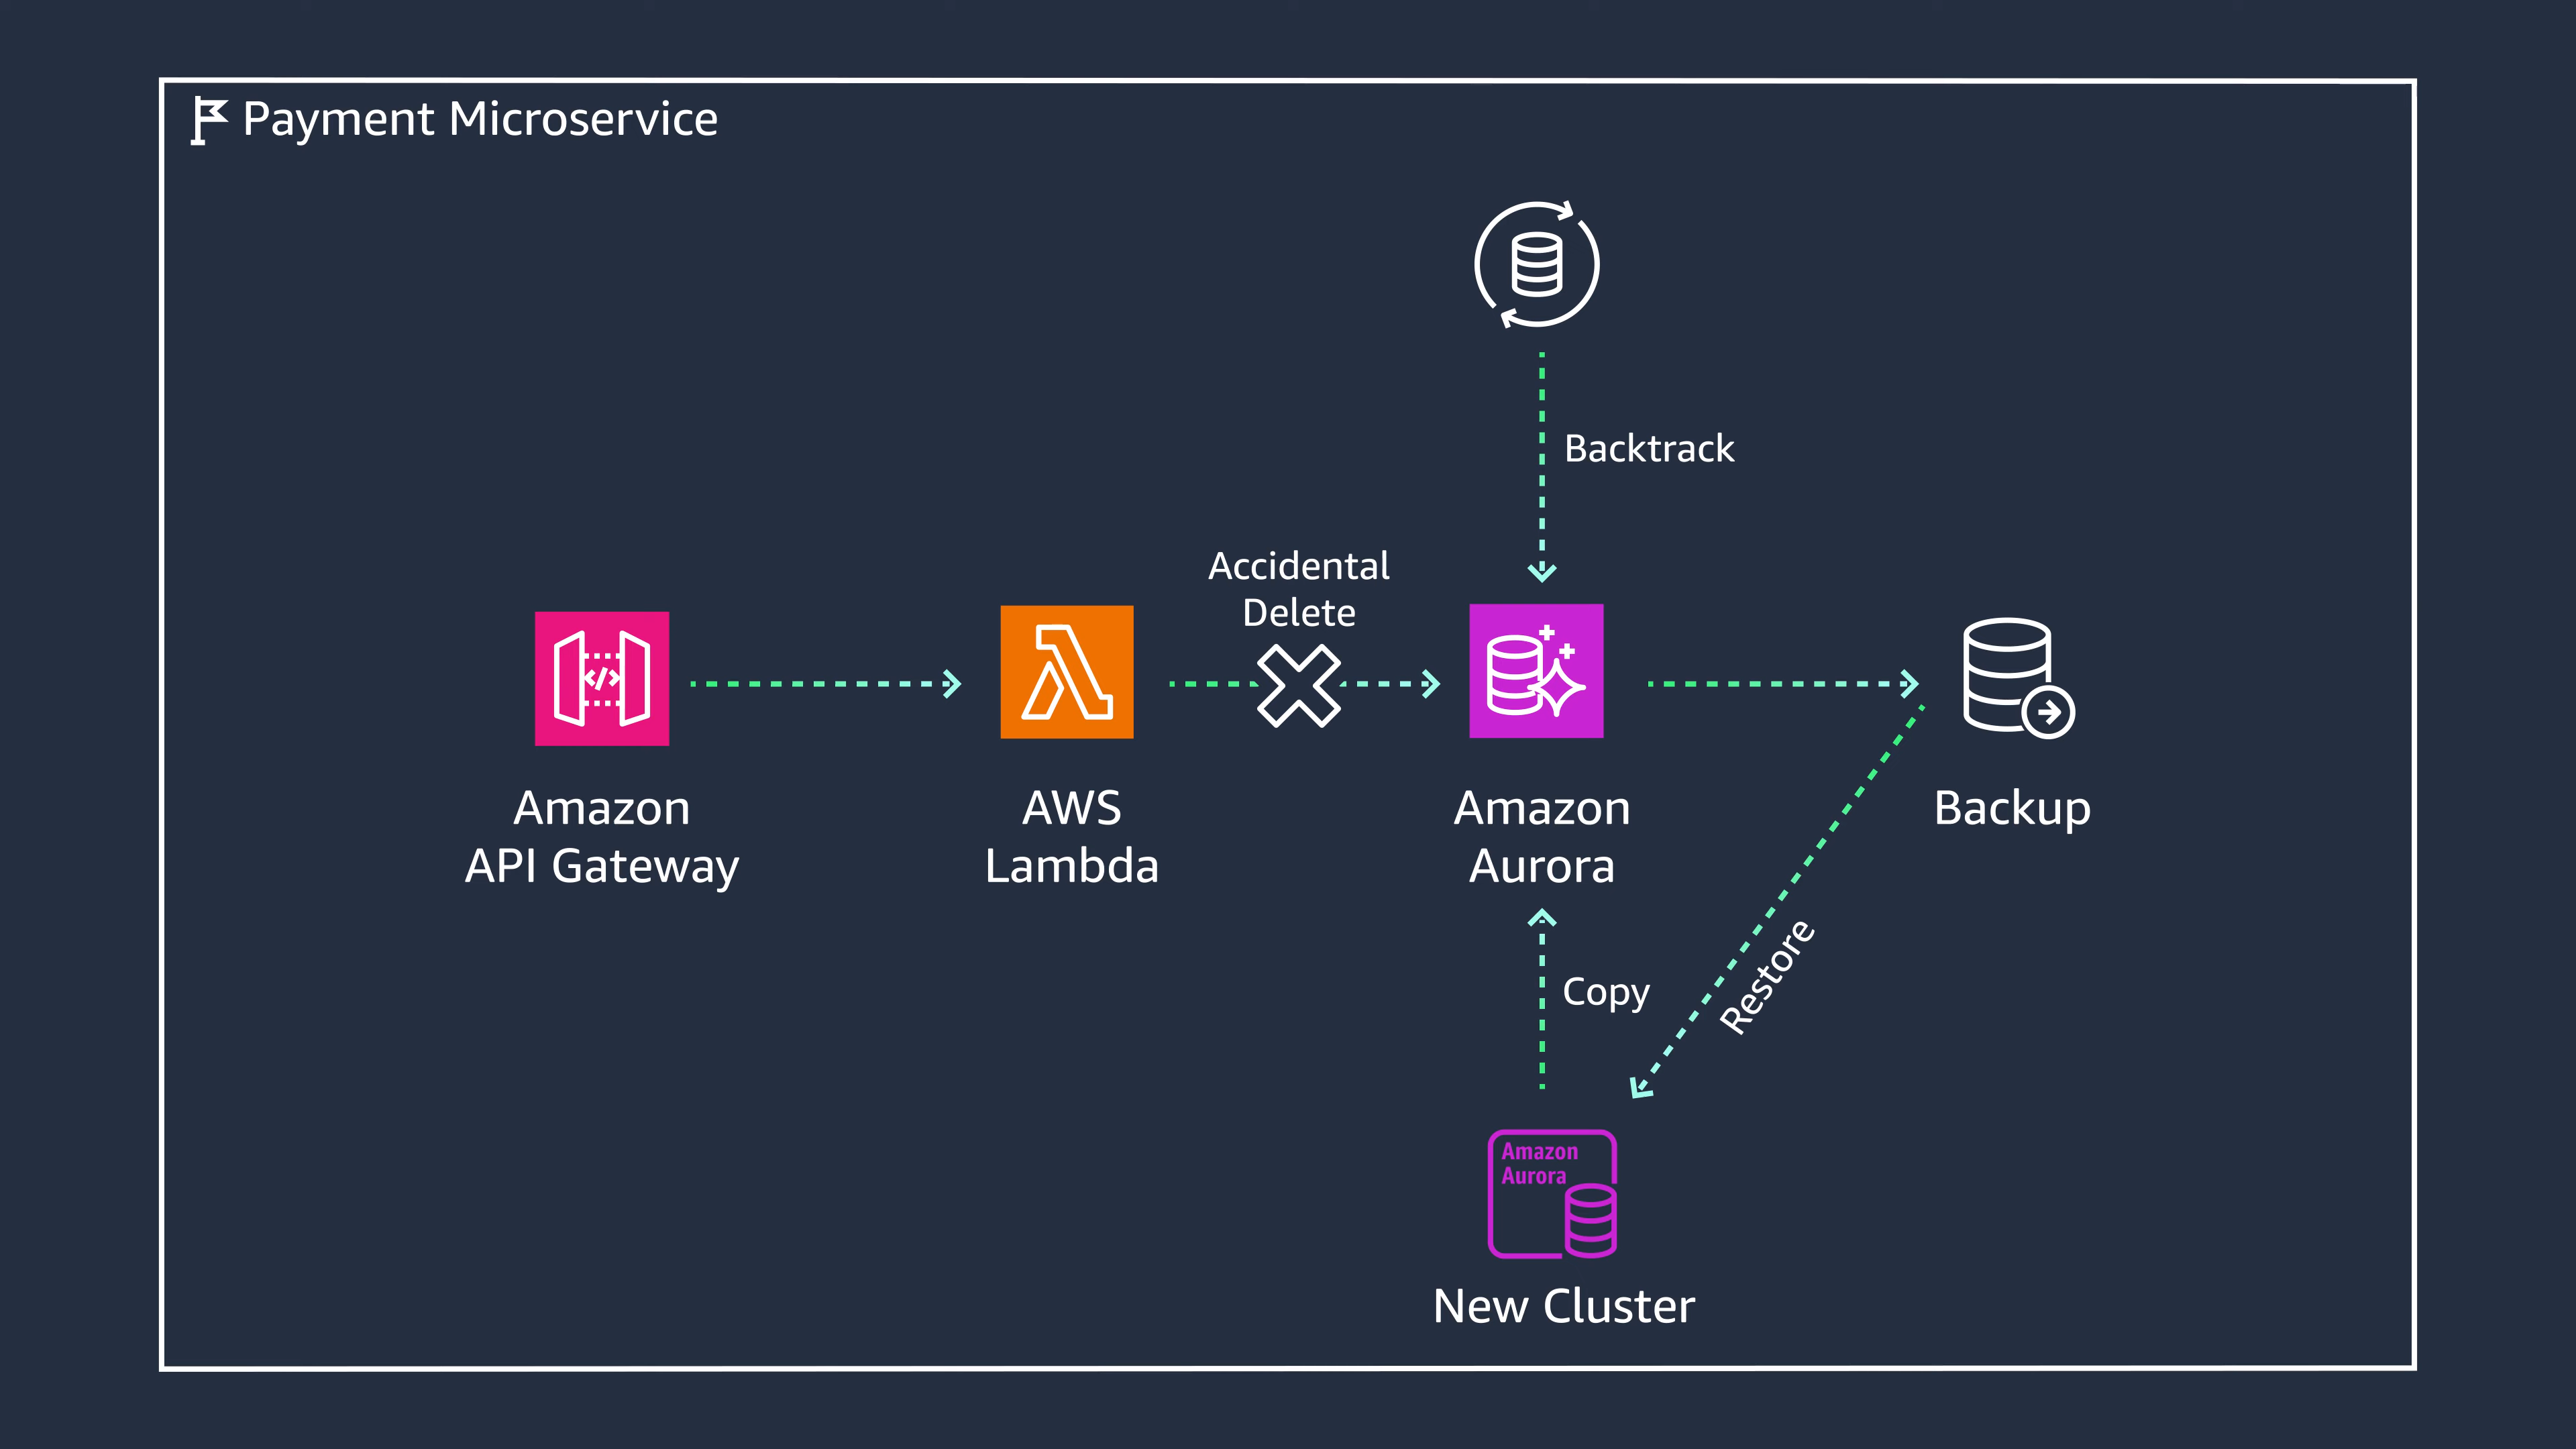 Payment Microservice
Backtrack
Accidental
Delete
Amazon
API Gateway
AWS
Lambda
Amazon
Aurora
Backup
Copy
Restore
Amazon
Aurora
New Cluster